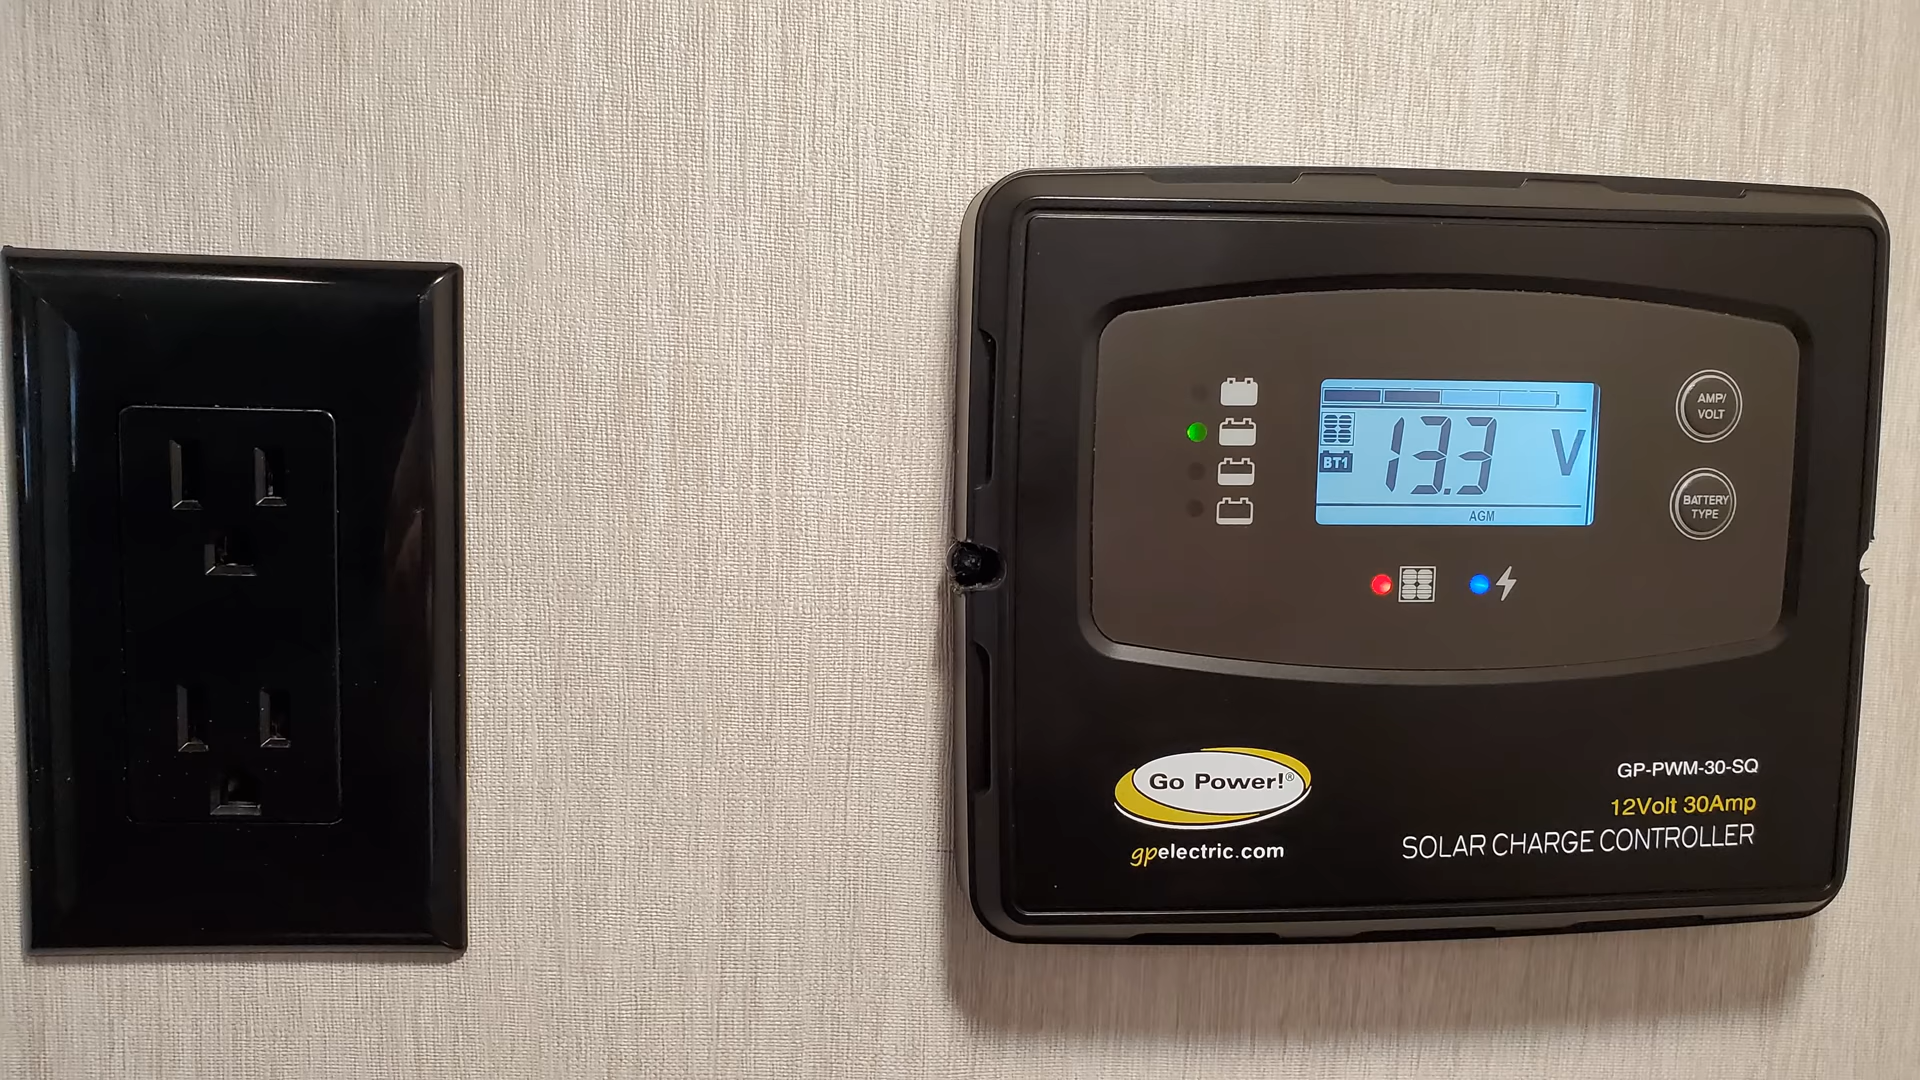 BT1
13.3 V
AGM
AMP/
VOLT
BATTERY
TYPE
Go Power!®
gpelectric.com
GP-PWM-30-SQ
12Volt 30Amp
SOLAR CHARGE CONTROLLER